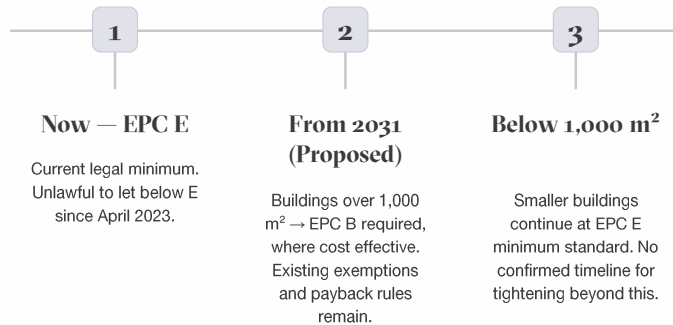 1
Now — EPC E
Current legal minimum.
Unlawful to let below E
since April 2023.
2
From 2031
(Proposed)
Buildings over 1,000
m² → EPC B required,
where cost effective.
Existing exemptions
and payback rules
remain.
3
Below 1,000 m²
Smaller buildings
continue at EPC E
minimum standard. No
confirmed timeline for
tightening beyond this.